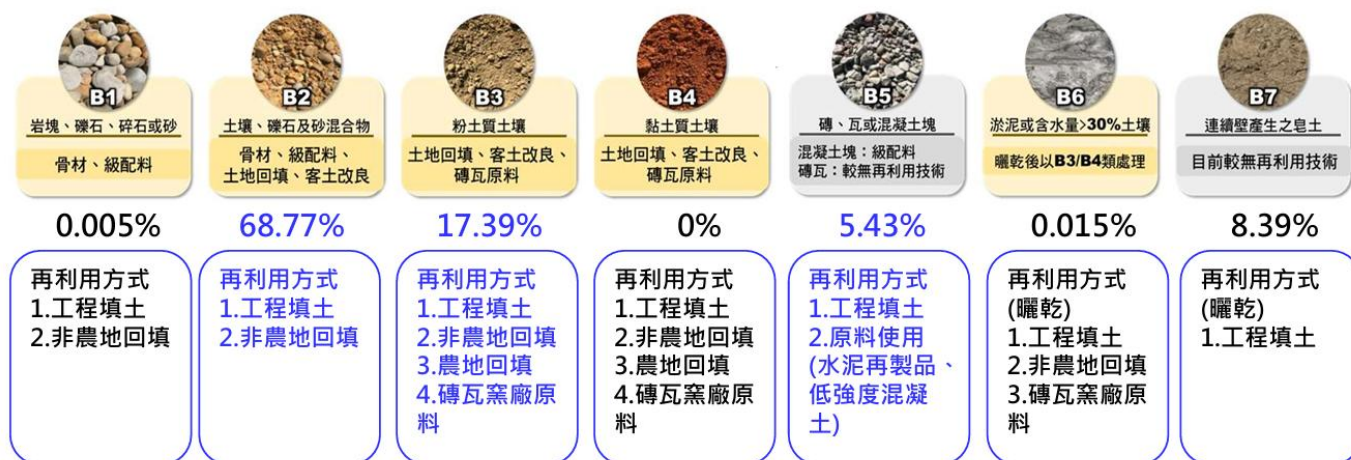 B1
岩塊、礫石、碎石或砂
骨材、級配料
0.005%
再利用方式
1.工程填土
2.非農地回填
B2
土壤、礫石及砂混合物
骨材、級配料、
土地回填、客土改良
68.77%
再利用方式
1.工程填土
2.非農地回填
B3
粉土質土壤
土地回填、客土改良、
磚瓦原料
17.39%
再利用方式
1.工程填土
2.非農地回填
3.農地回填
4.磚瓦窯廠原
料
B4
黏土質土壤
土地回填、客土改良、
磚瓦原料
0%
再利用方式
1.工程填土
2.非農地回填
3.農地回填
4.磚瓦窯廠原
料
B5
磚、瓦或混凝土塊
混凝土塊：級配料
磚瓦：較無再利用技術
5.43%
再利用方式
1.工程填土
2.原料使用
(水泥再製品、
低強度混凝
土)
B6
淤泥或含水量>30%土壤
曬乾後以B3/B4類處理
0.015%
再利用方式
(曬乾)
1.工程填土
2.非農地回填
3.磚瓦窯廠原
料
B7
連續壁產生之皂土
目前較無再利用技術
8.39%
再利用方式
(曬乾)
1.工程填土